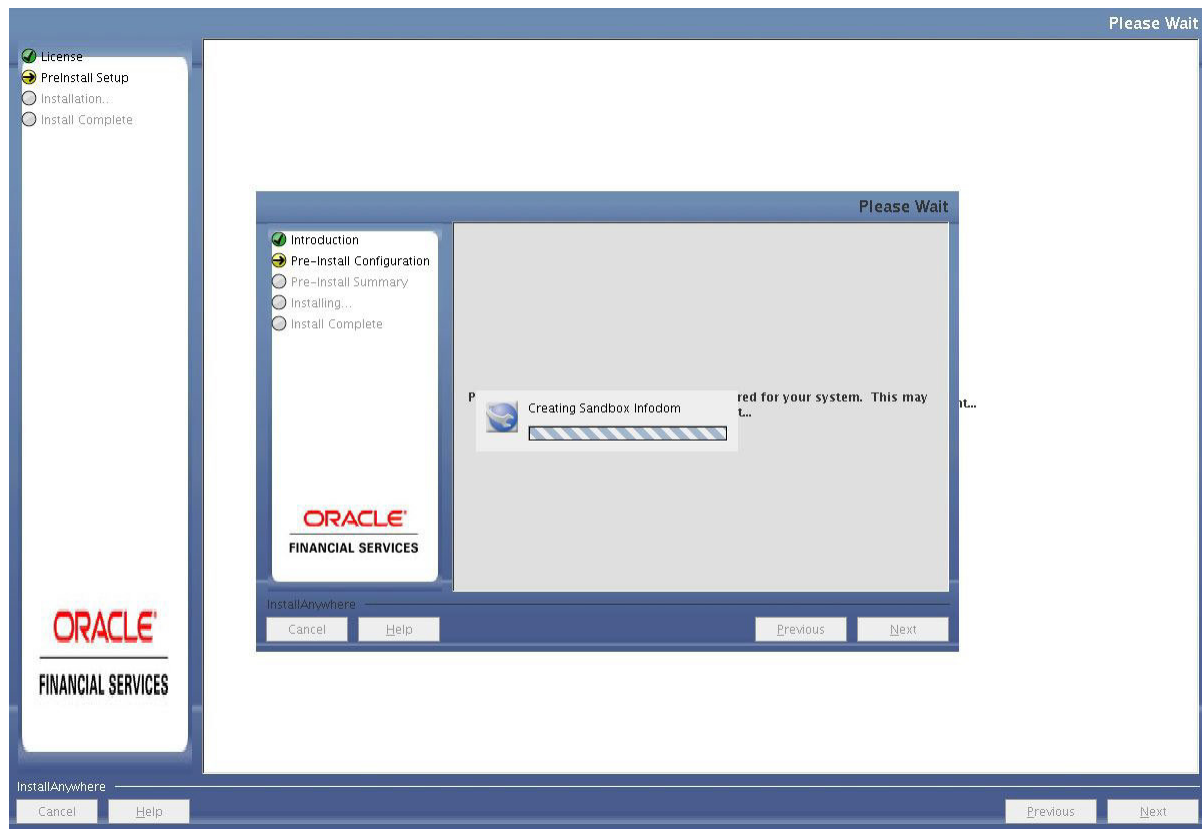 Please Wait
License
PreInstall Setup
Installation..
Install Complete
Please Wait
Introduction
Pre-Install Configuration
Pre-Install Summary
Installing...
Install Complete
P
red for your system. This may
t...
nt...
Creating Sandbox Infodom
ORACLE
FINANCIAL SERVICES
InstallAnywhere
Cancel Help Previous Next
ORACLE
FINANCIAL SERVICES
InstallAnywhere
Cancel Help Previous Next